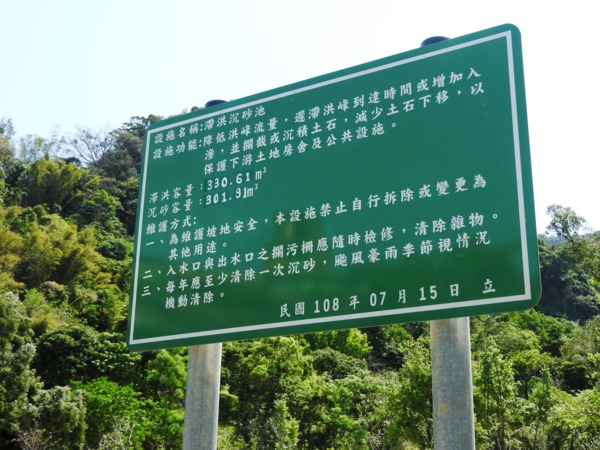 設施名稱:滯洪沉砂池
設施功能:降低洪峰流量，遲滯洪峰到達時間或增加入
滲，並攔截或沉積土石，減少土石下移，以
保護下游土地房舍及公共設施。
滯洪容量:330.61m³
沉砂容量:301.91m³
維護方式:
一、為維護坡地安全，本設施禁止自行拆除或變更為
其他用途。
二、入水口與出水口之攔污柵應隨時檢修，清除雜物。
三、每年應至少清除一次沉砂，颱風豪雨季節視情況
機動清除。
民國 108 年 07 月 15 日 立